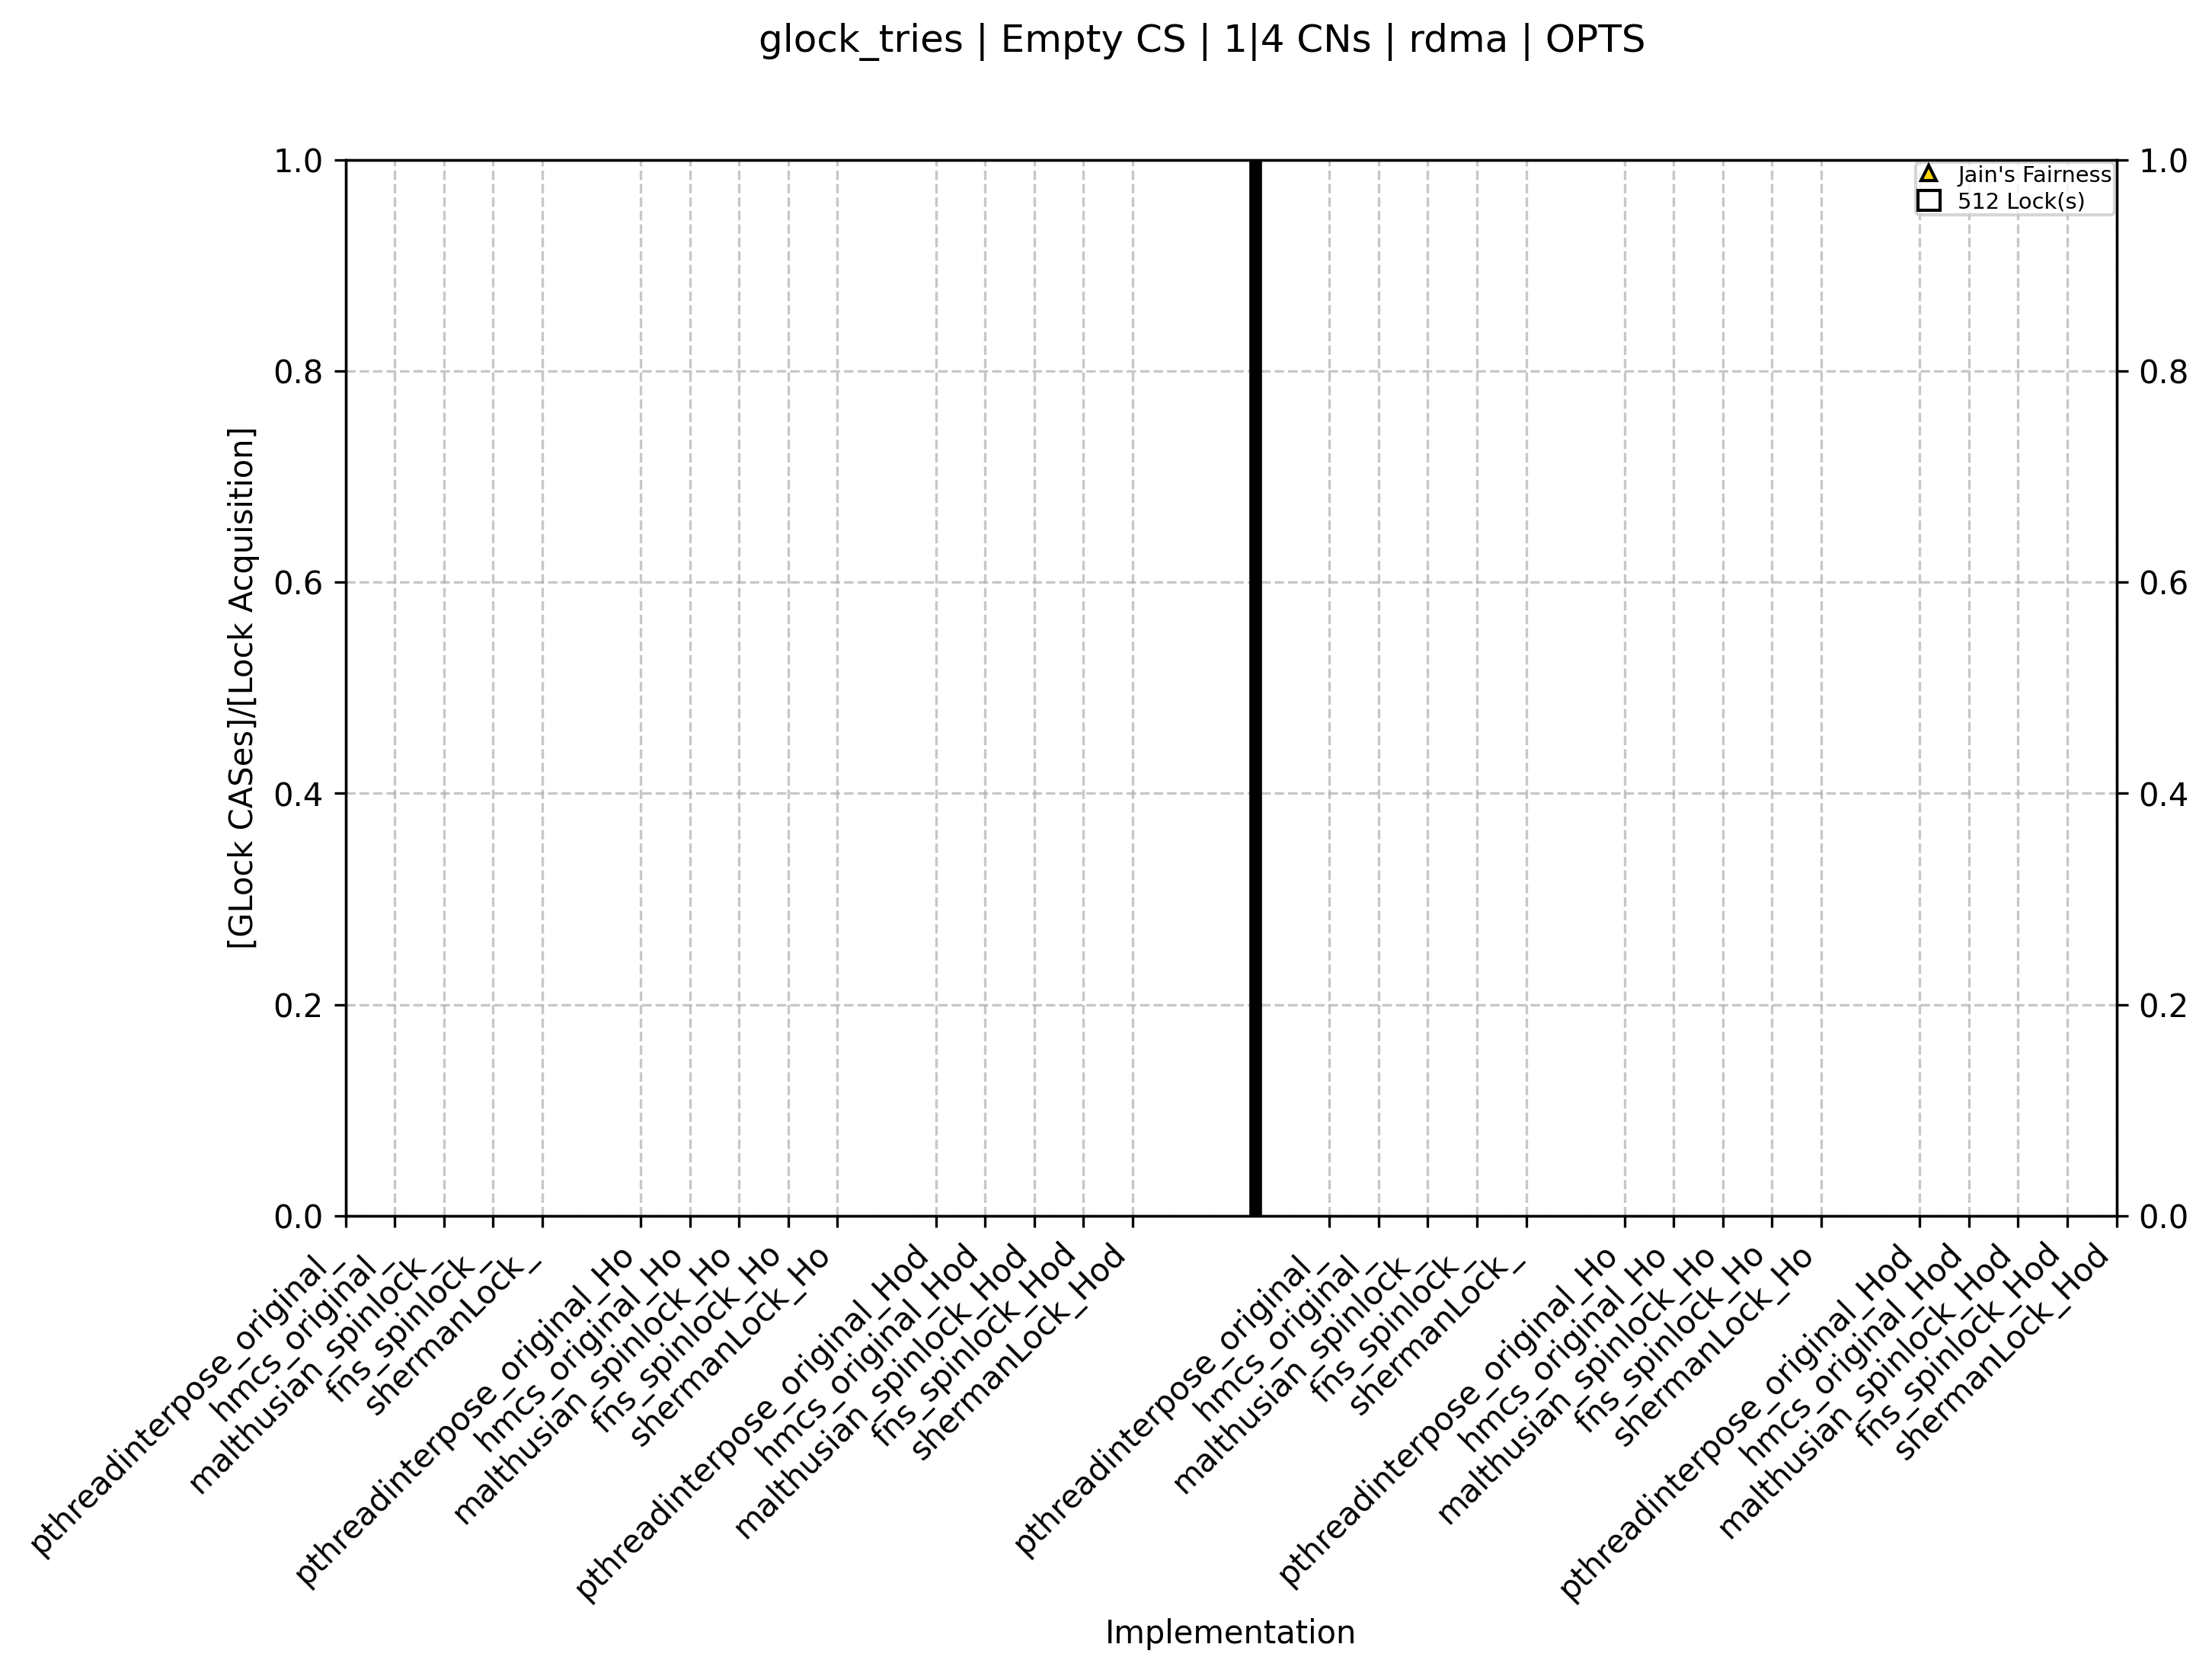 glock_tries | Empty CS | 1|4 CNs | rdma | OPTS
[GLock CASes]/[Lock Acquisition]
1.0
0.8
0.6
0.4
0.2
0.0
Jain's Fairness
512 Lock(s)
1.0
0.8
0.6
0.4
0.2
0.0
pthreadinterpose_original_
hmcs_original_
malthusian_spinlock_
fns_spinlock_
shermanLock_
pthreadinterpose_original_Ho
hmcs_original_Ho
malthusian_spinlock_Ho
fns_spinlock_Ho
shermanLock_Ho
pthreadinterpose_original_Hod
hmcs_original_Hod
malthusian_spinlock_Hod
fns_spinlock_Hod
shermanLock_Hod
pthreadinterpose_original_
hmcs_original_
malthusian_spinlock_
fns_spinlock_
shermanLock_
pthreadinterpose_original_Ho
hmcs_original_Ho
malthusian_spinlock_Ho
fns_spinlock_Ho
shermanLock_Ho
pthreadinterpose_original_Hod
hmcs_original_Hod
malthusian_spinlock_Hod
fns_spinlock_Hod
shermanLock_Hod
Implementation